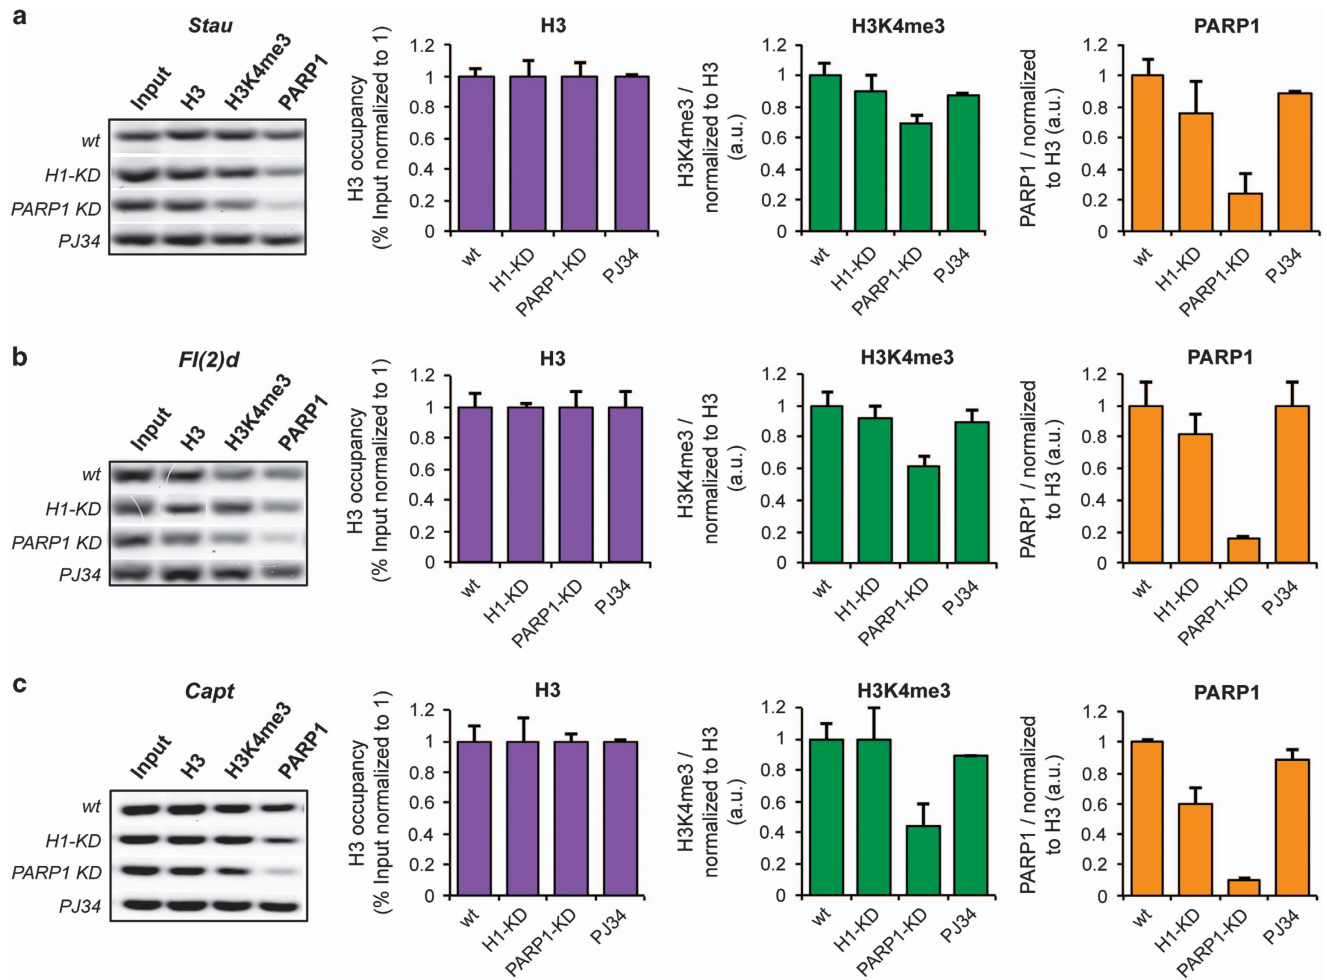 a
Stau
Input H3 H3K4me3 PARP1
wt
H1-KD
PARP1 KD
PJ34
H3
H3 occupancy
(% Input normalized to 1)
1.2
1
0.8
0.6
0.4
0.2
0
wt H1-KD PARP1-KD PJ34
H3K4me3
H3K4me3 /
normalized to H3
(a.u.)
1.2
1
0.8
0.6
0.4
0.2
0
wt H1-KD PARP1-KD PJ34
PARP1
PARP1 / normalized
to H3 (a.u.)
1.2
1
0.8
0.6
0.4
0.2
0
wt H1-KD PARP1-KD PJ34
b
Fl(2)d
Input H3 H3K4me3 PARP1
wt
H1-KD
PARP1 KD
PJ34
H3
H3 occupancy
(% Input normalized to 1)
1.2
1
0.8
0.6
0.4
0.2
0
wt H1-KD PARP1-KD PJ34
H3K4me3
H3K4me3 /
normalized to H3
(a.u.)
1.2
1
0.8
0.6
0.4
0.2
0
wt H1-KD PARP1-KD PJ34
PARP1
PARP1 / normalized
to H3 (a.u.)
1.2
1
0.8
0.6
0.4
0.2
0
wt H1-KD PARP1-KD PJ34
c
Capt
Input H3 H3K4me3 PARP1
wt
H1-KD
PARP1 KD
PJ34
H3
H3 occupancy
(% Input normalized to 1)
1.2
1
0.8
0.6
0.4
0.2
0
wt H1-KD PARP1-KD PJ34
H3K4me3
H3K4me3 /
normalized to H3
(a.u.)
1.2
1
0.8
0.6
0.4
0.2
0
wt H1-KD PARP1-KD PJ34
PARP1
PARP1 / normalized
to H3 (a.u.)
1.2
1
0.8
0.6
0.4
0.2
0
wt H1-KD PARP1-KD PJ34